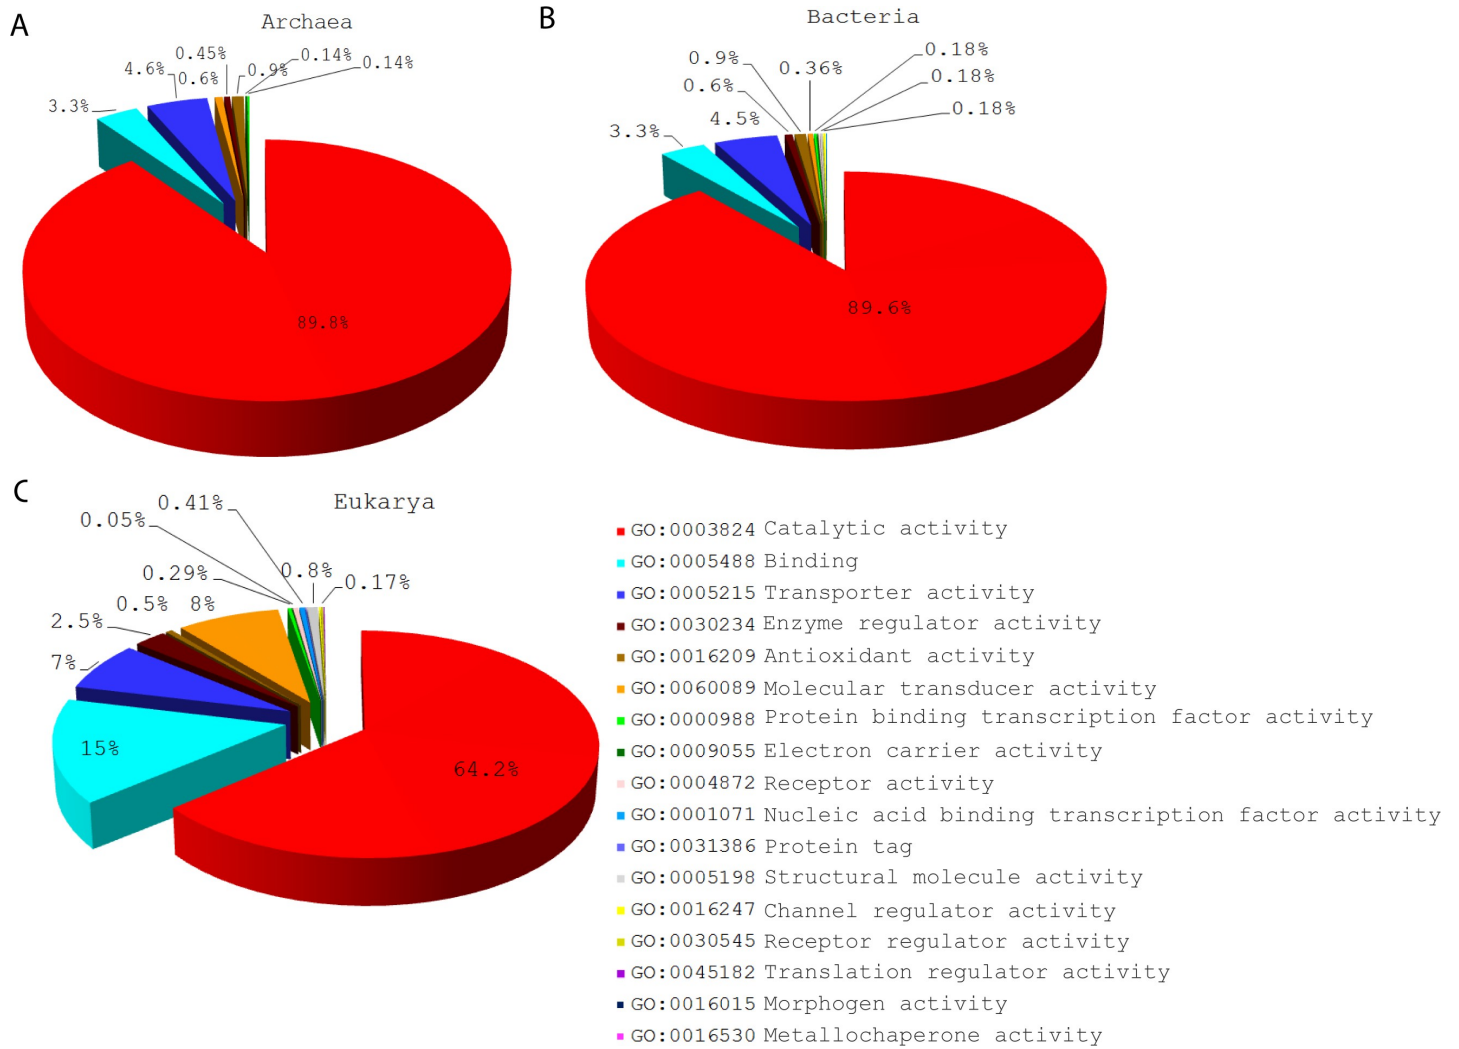 A
Archaea
0.45%
0.14%
4.6%
0.6%
0.9%
0.14%
3.3%
89.8%
B
Bacteria
0.9%
0.36%
0.18%
0.6%
0.18%
4.5%
0.18%
3.3%
89.6%
C
Eukarya
0.41%
0.05%
0.29%
0.8%
0.17%
0.5%
8%
2.5%
7%
15%
64.2%
GO:0003824 Catalytic activity
GO:0005488 Binding
GO:0005215 Transporter activity
GO:0030234 Enzyme regulator activity
GO:0016209 Antioxidant activity
GO:0060089 Molecular transducer activity
GO:0000988 Protein binding transcription factor activity
GO:0009055 Electron carrier activity
GO:0004872 Receptor activity
GO:0001071 Nucleic acid binding transcription factor activity
GO:0031386 Protein tag
GO:0005198 Structural molecule activity
GO:0016247 Channel regulator activity
GO:0030545 Receptor regulator activity
GO:0045182 Translation regulator activity
GO:0016015 Morphogen activity
GO:0016530 Metallochaperone activity